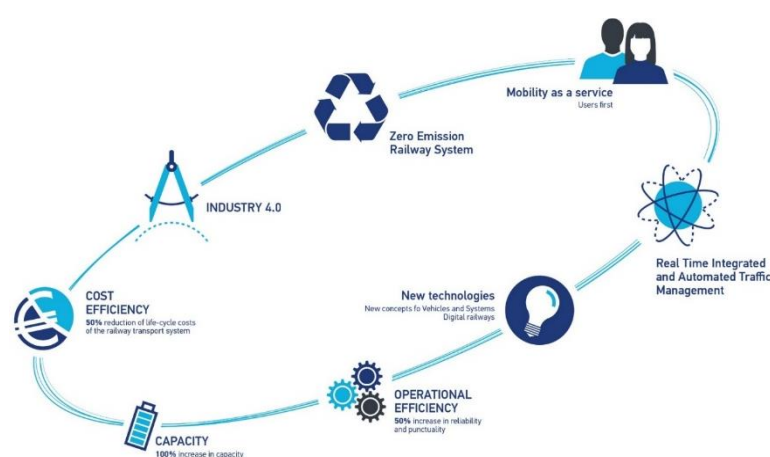 Mobility as a service
Users first
Zero Emission
Railway System
INDUSTRY 4.0
Real Time Integrated
and Automated Traffic
Management
New technologies
New concepts fo Vehicles and Systems
Digital railways
COST
EFFICIENCY
50% reduction of life-cycle costs
of the railway transport system
OPERATIONAL
EFFICIENCY
50% increase in reliability
and punctuality
CAPACITY
100% increase in capacity